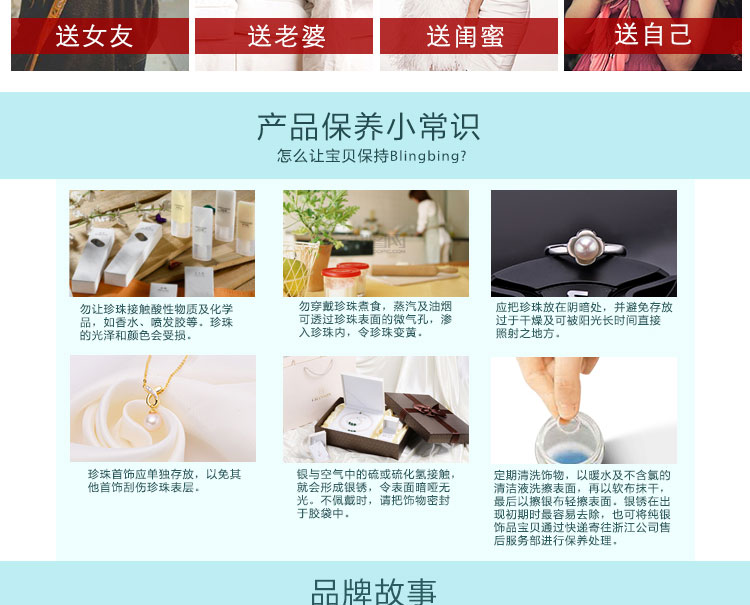 送女友
送老婆
送闺蜜
送自己
产品保养小常识
怎么让宝贝保持Blingbing?
勿让珍珠接触酸性物质及化学
品，如香水、喷发胶等。珍珠
的光泽和颜色会受损。
勿穿戴珍珠煮食，蒸汽及油烟
可透过珍珠表面的微气孔，渗
入珍珠内，令珍珠变黄。
应把珍珠放在阴暗处，并避免存放
过于干燥及可被阳光长时间直接
照射之地方。
珍珠首饰应单独存放，以免其
他首饰刮伤珍珠表层。
银与空气中的硫或硫化氢接触，
就会形成银锈，令表面暗哑无
光。不佩戴时，请把饰物密封
于胶袋中。
定期清洗饰物，以暖水及不含氯的
清洁液洗擦表面，再以软布抹干，
最后以擦银布轻擦表面。银锈在出
现初期时最容易去除，也可将纯银
饰品宝贝通过快递寄往浙江公司售
后服务部进行保养处理。
品牌故事